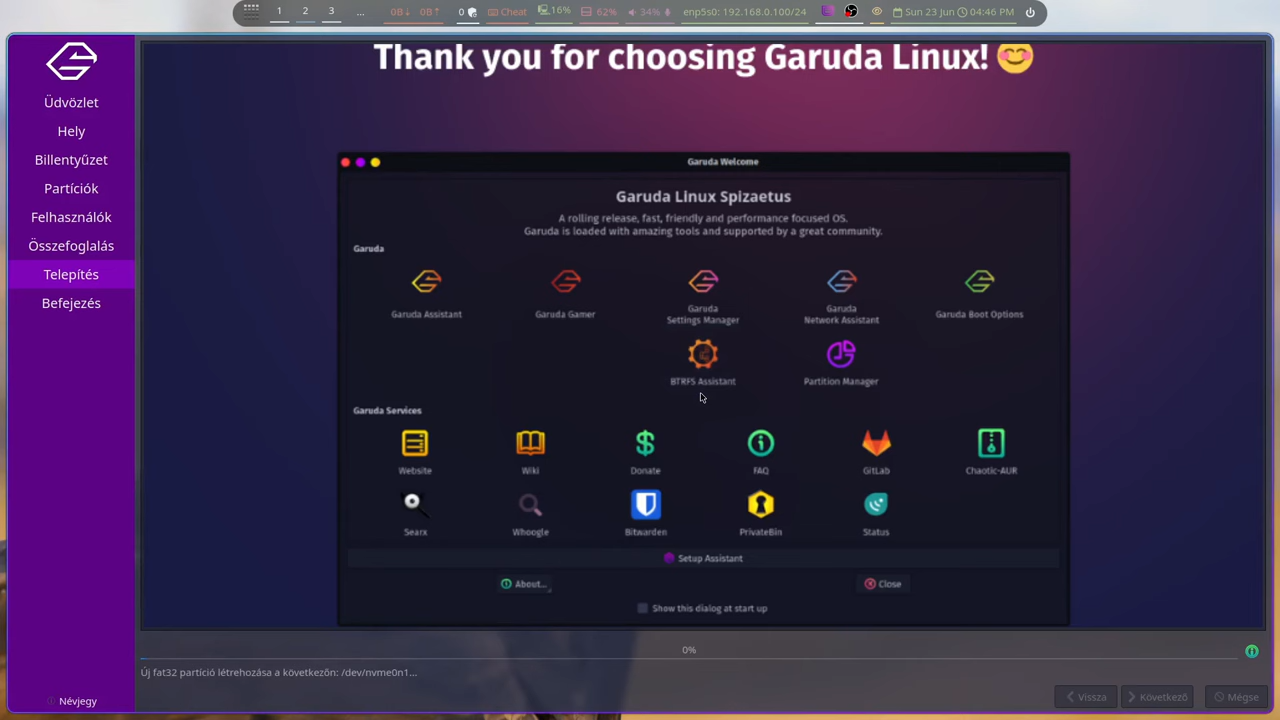 1 2 3 ... 0B↓ 0B↑ 0 Cheat 16% 62% 34% enp5s0: 192.168.0.100/24 Sun 23 Jun 04:46 PM
Üdvözlet
Hely
Billentyűzet
Partíciók
Felhasználók
Összefoglalás
Telepítés
Befejezés
Névjegy
Thank you for choosing Garuda Linux! 😊
Garuda Welcome
Garuda Linux Spizaetus
A rolling release, fast, friendly and performance focused OS.
Garuda is loaded with amazing tools and supported by a great community.
Garuda
Garuda Assistant
Garuda Gamer
Garuda
Settings Manager
Garuda
Network Assistant
Garuda Boot Options
BTRFS Assistant
Partition Manager
Garuda Services
Website
Wiki
Donate
FAQ
GitLab
Chaotic-AUR
Searx
Whoogle
Bitwarden
PrivateBin
Status
Setup Assistant
About...
Close
Show this dialog at start up
0%
Új fat32 partíció létrehozása a következőn: /dev/nvme0n1...
Vissza
Következő
Mégse